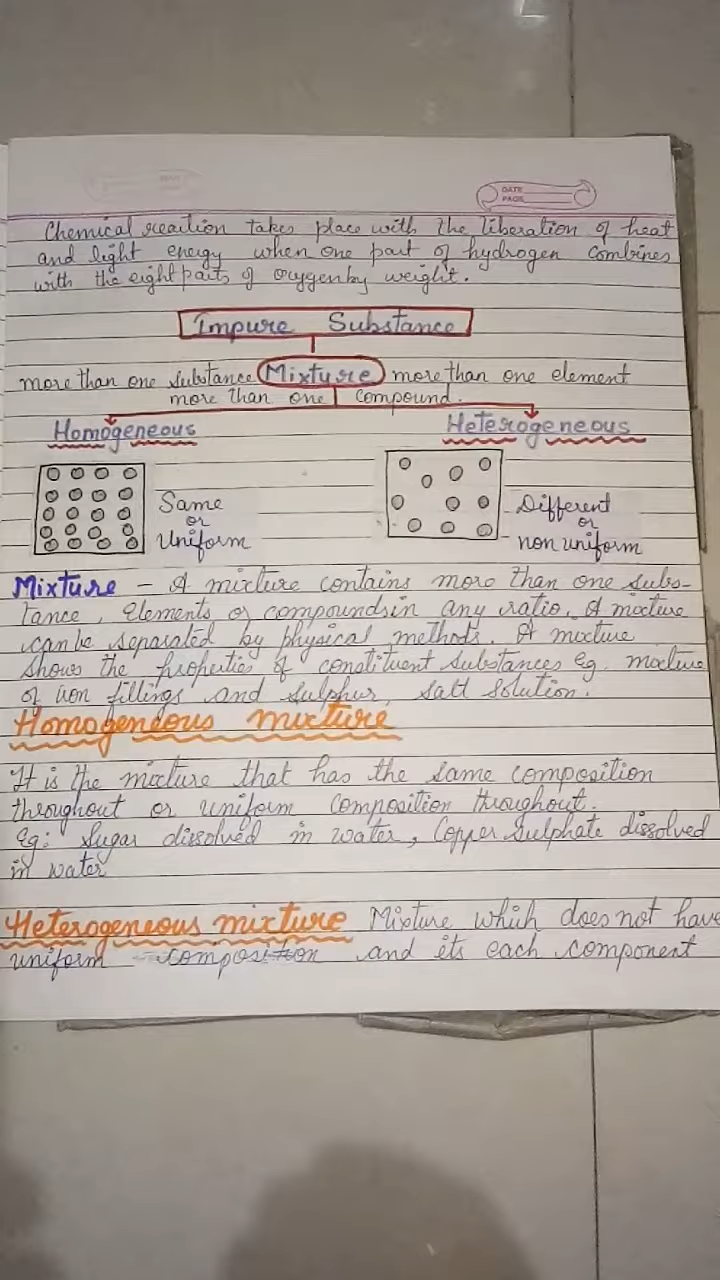 DATE
PAGE
Chemical reaction takes place with the liberation of heat
and light energy when one part of hydrogen combines
with the eight parts of oxygen by weight.
Impure Substance
more than one substance Mixture more than one element
more than one compound.
Homogeneous Heterogeneous
Same
or
Uniform
Different
or
non uniform
Mixture - A mixture contains more than one subs-
tance, Elements or compounds in any ratio. A mixture
can be separated by physical methods. A mixture
shows the properties of constituent substances Eg. mixture
of iron fillings and sulphur, salt solution.
Homogeneous mixture
It is the mixture that has the same composition
throughout or uniform composition throughout.
Eg: Sugar dissolved in water, Copper Sulphate dissolved
in water
Heterogeneous mixture Mixture which does not have
uniform composition and its each component